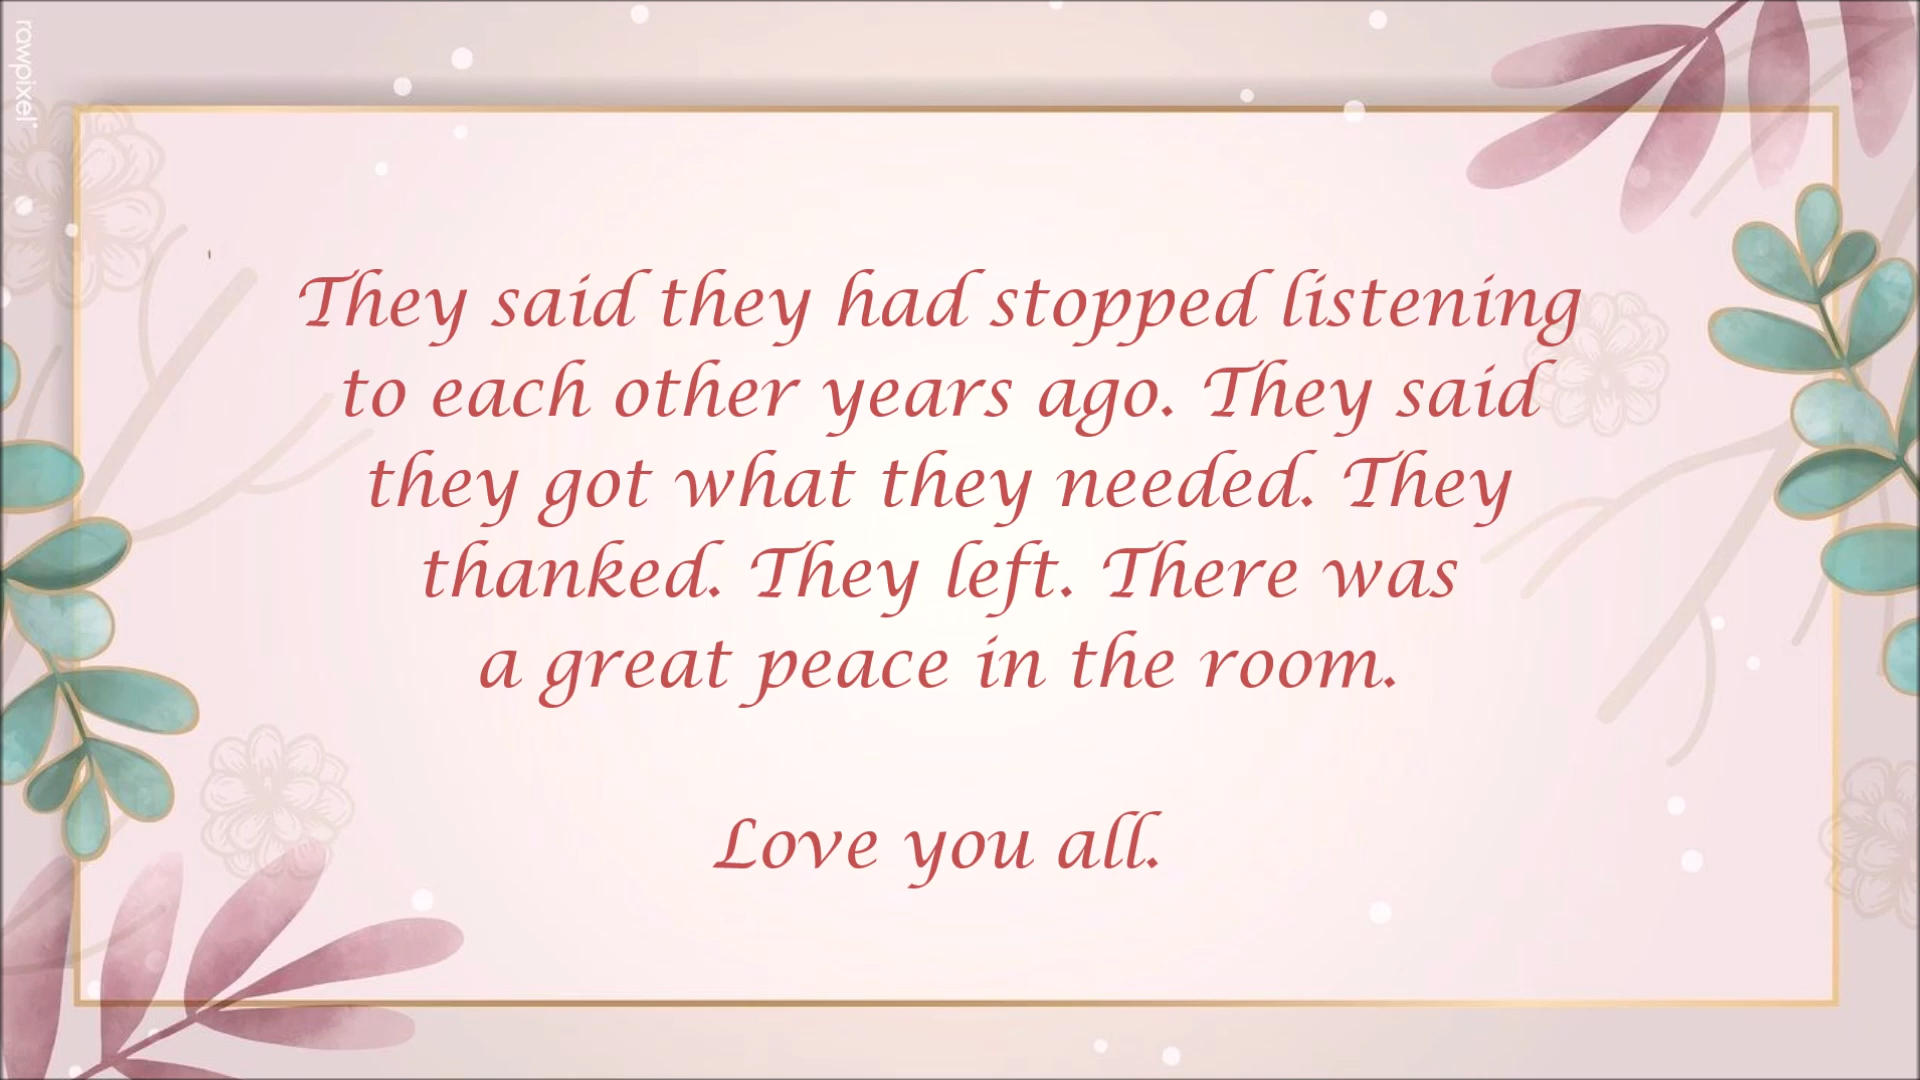 rawpixel
They said they had stopped listening
to each other years ago. They said
they got what they needed. They
thanked. They left. There was
a great peace in the room.
Love you all.